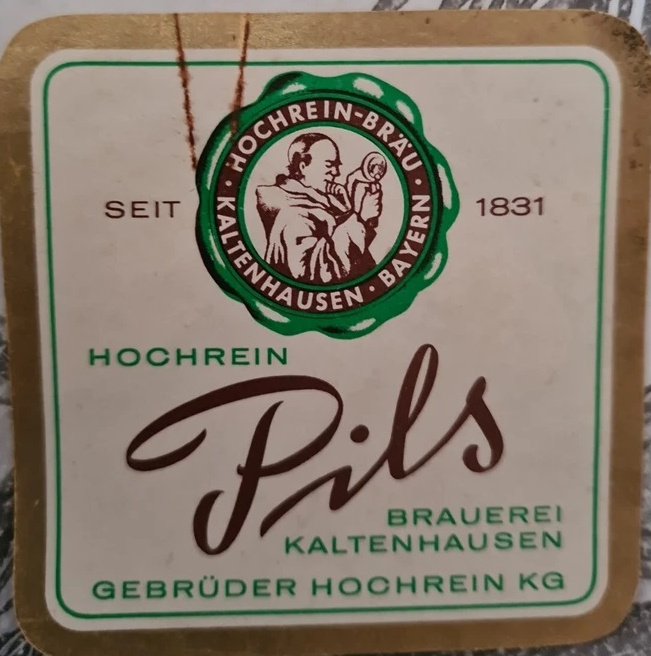 HOCHREIN-BRÄU · KALTENHAUSEN · BAYERN ·
SEIT 1831
HOCHREIN
Pils
BRAUEREI
KALTENHAUSEN
GEBRÜDER HOCHREIN KG